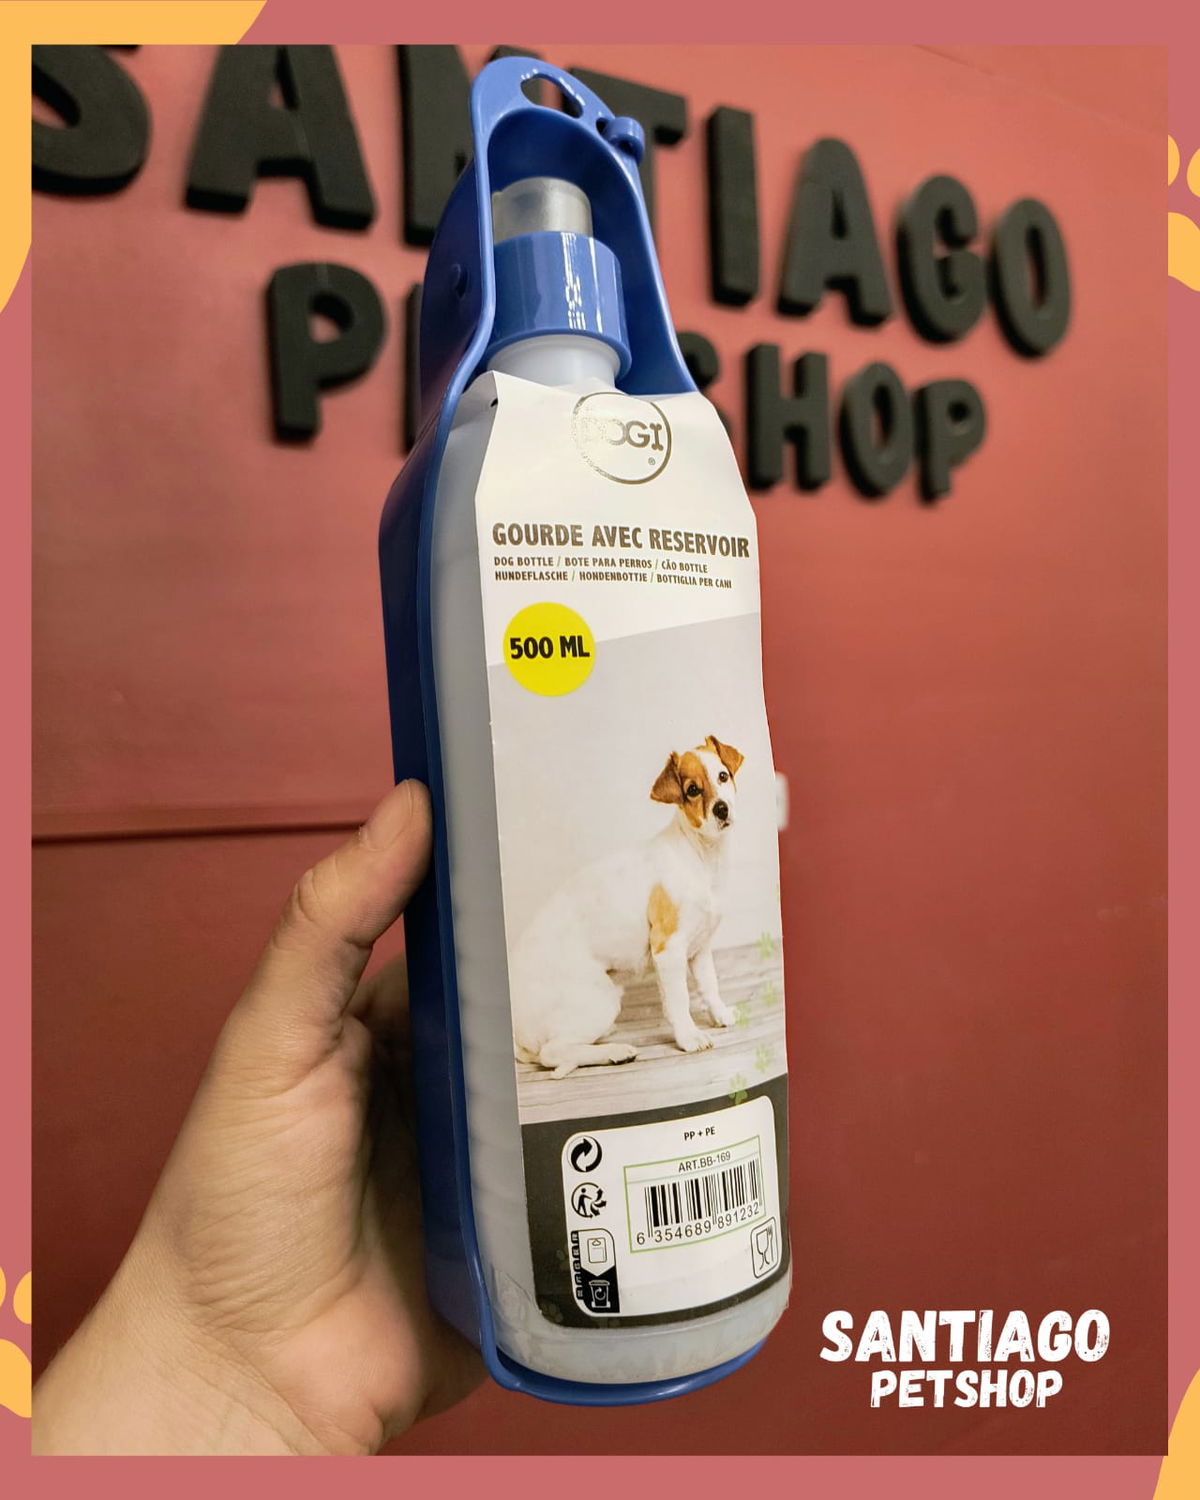 SANTIAGO
PETSHOP
DOGI
®
GOURDE AVEC RESERVOIR
DOG BOTTLE / BOTE PARA PERROS / CÃO BOTTLE
HUNDEFLASCHE / HONDENBOTTJE / BOTTIGLIA PER CANI
500 ML
PP + PE
ART.BB-169
6 354689 891232
SANTIAGO
PETSHOP